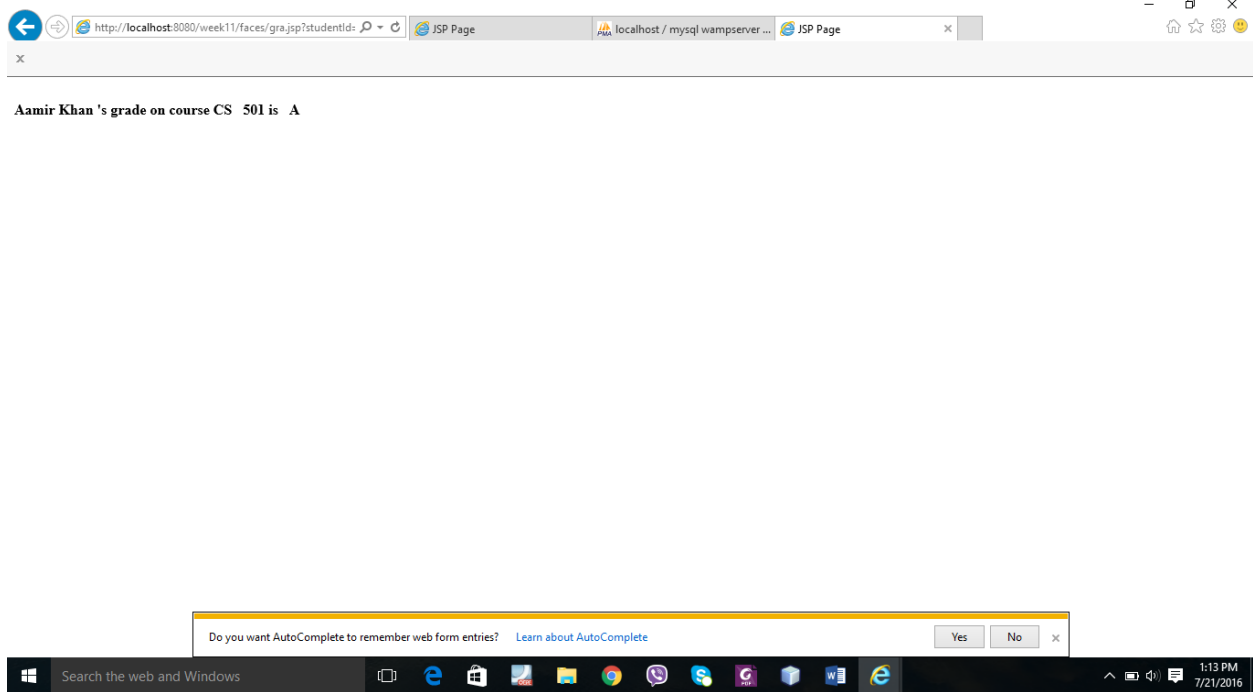 http://localhost:8080/week11/faces/gra.jsp?studentId=
JSP Page
localhost / mysql wampserver ...
JSP Page
x
Aamir Khan 's grade on course CS 501 is A
Do you want AutoComplete to remember web form entries? Learn about AutoComplete Yes No
Search the web and Windows
1:13 PM
7/21/2016